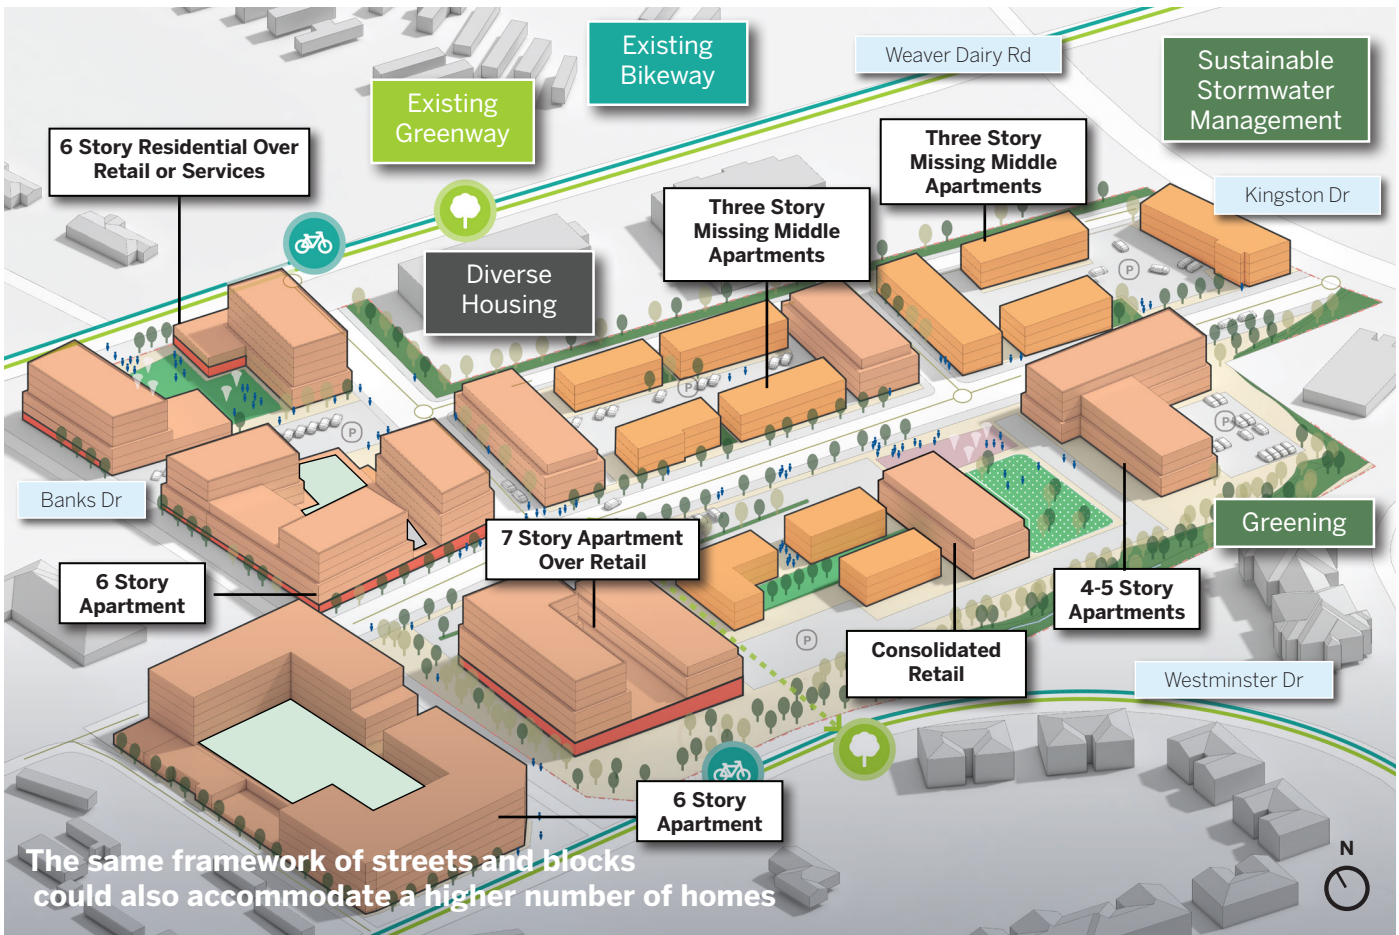 Existing
Bikeway
Weaver Dairy Rd
Sustainable
Stormwater
Management
Existing
Greenway
6 Story Residential Over
Retail or Services
Three Story
Missing Middle
Apartments
Kingston Dr
Three Story
Missing Middle
Apartments
Diverse
Housing
P
P
P
P
Banks Dr
Greening
7 Story Apartment
Over Retail
6 Story
Apartment
4-5 Story
Apartments
P
Consolidated
Retail
Westminster Dr
6 Story
Apartment
The same framework of streets and blocks
could also accommodate a higher number of homes
N